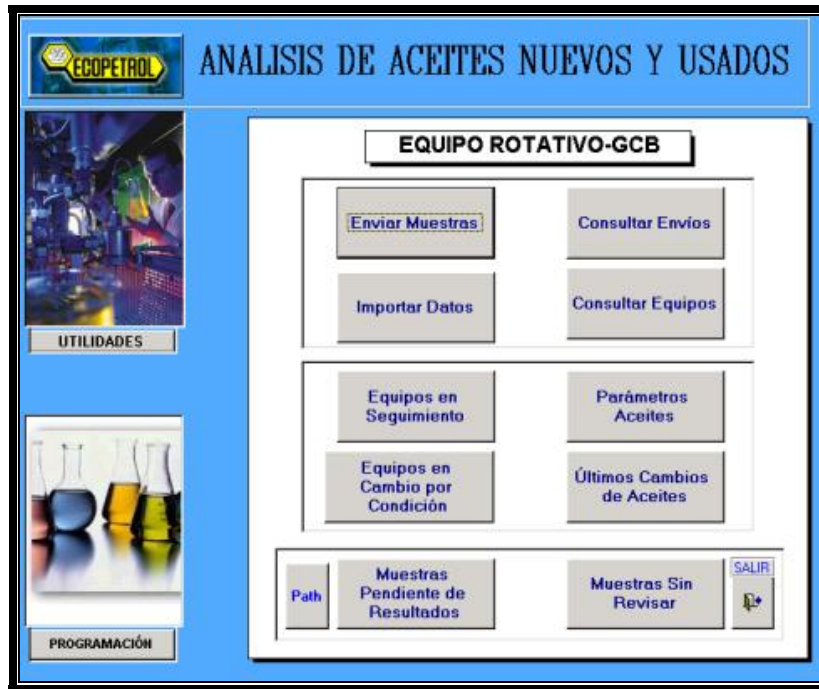 ECOPETROL
ANALISIS DE ACEITES NUEVOS Y USADOS
EQUIPO ROTATIVO-GCB
Enviar Muestras
Consultar Envíos
Importar Datos
Consultar Equipos
UTILIDADES
Equipos en
Seguimiento
Parámetros
Aceites
Equipos en
Cambio por
Condición
Últimos Cambios
de Aceites
Path
Muestras
Pendiente de
Resultados
Muestras Sin
Revisar
SALIR
PROGRAMACIÓN